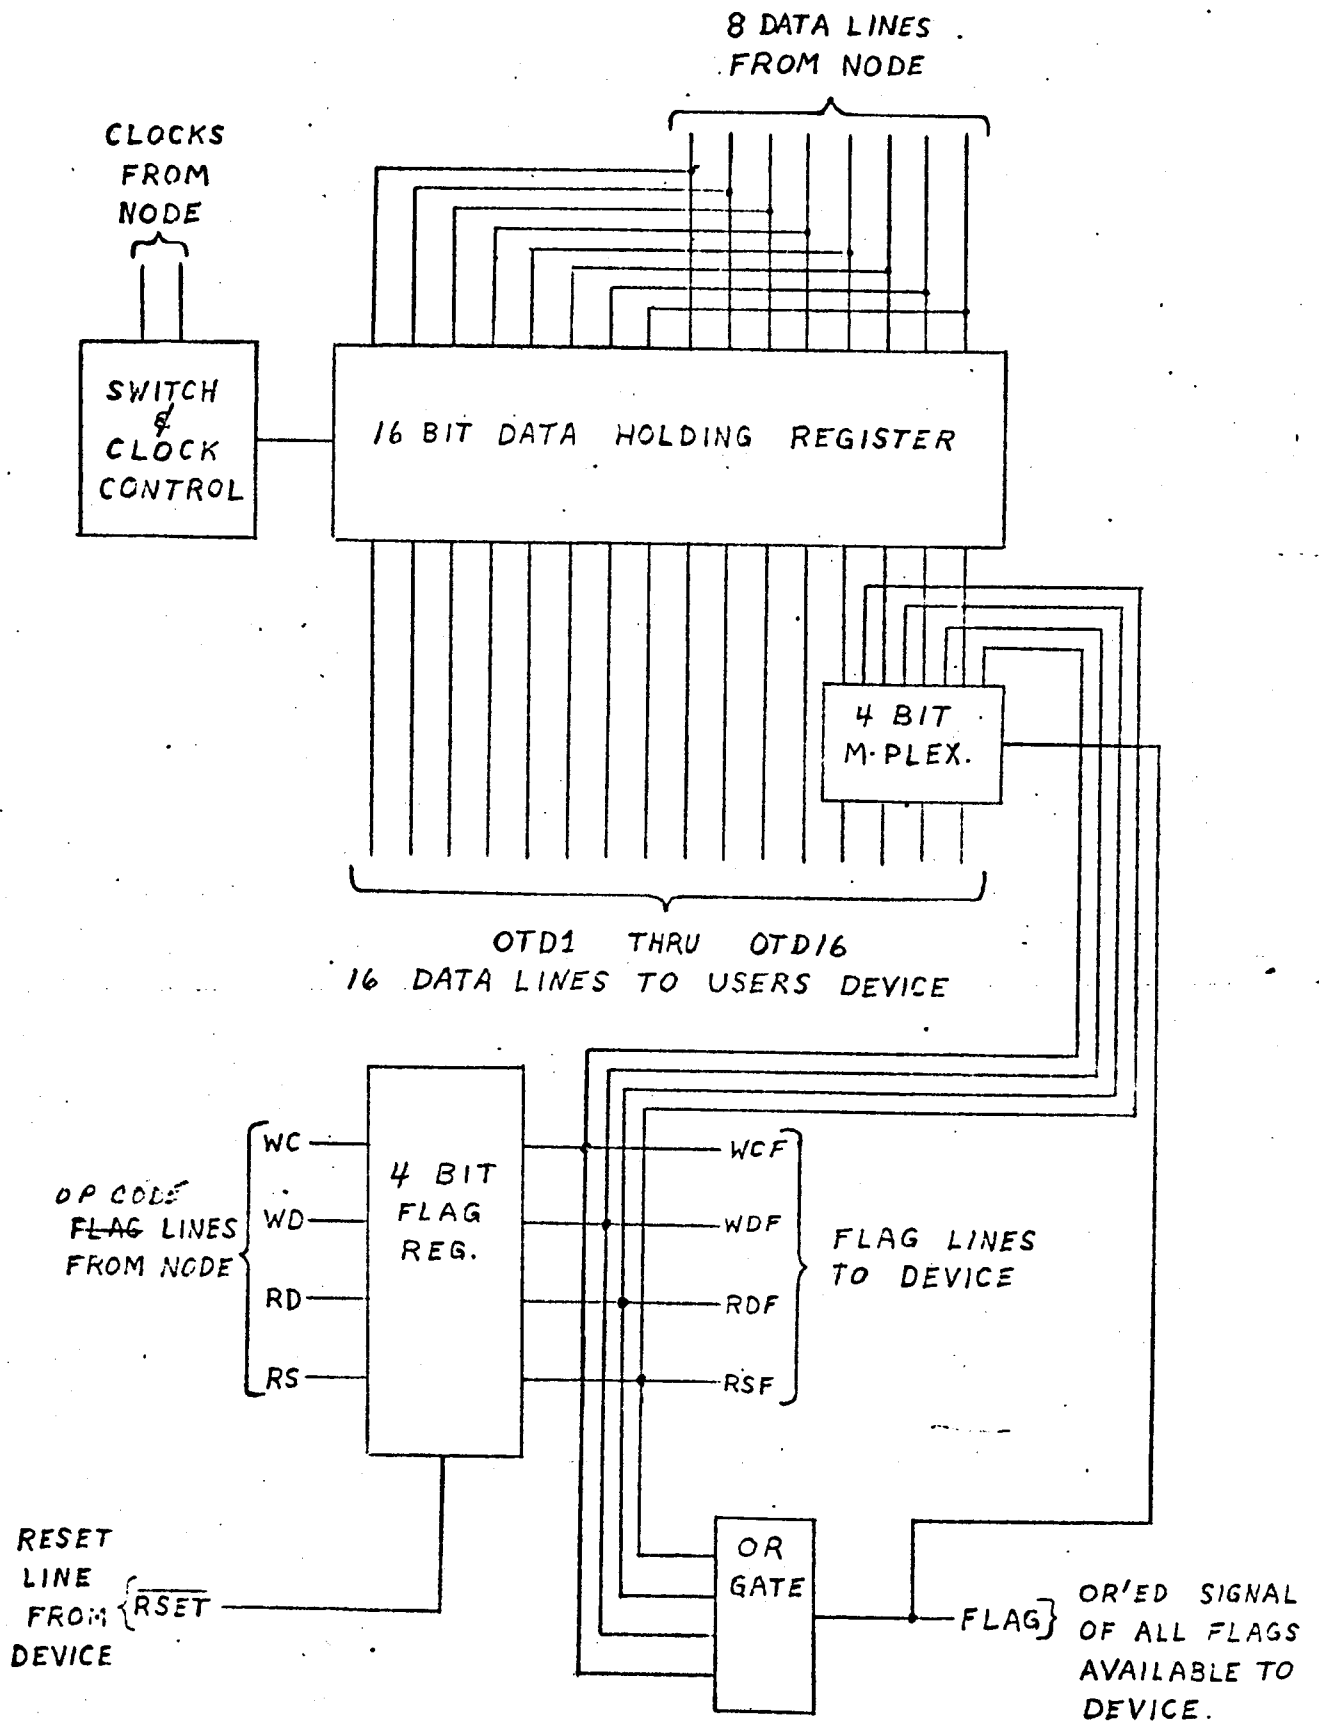 8 DATA LINES
FROM NODE
CLOCKS
FROM
NODE
SWITCH
&
CLOCK
CONTROL
16 BIT DATA HOLDING REGISTER
4 BIT
M-PLEX.
OTD1 THRU OTD16
16 DATA LINES TO USERS DEVICE
OP CODE
FLAG LINES
FROM NODE
WC
WD
RD
RS
4 BIT
FLAG
REG.
WCF
WDF
RDF
RSF
FLAG LINES
TO DEVICE
RESET
LINE
FROM
DEVICE
RSET
OR
GATE
FLAG
OR'ED SIGNAL
OF ALL FLAGS
AVAILABLE TO
DEVICE.